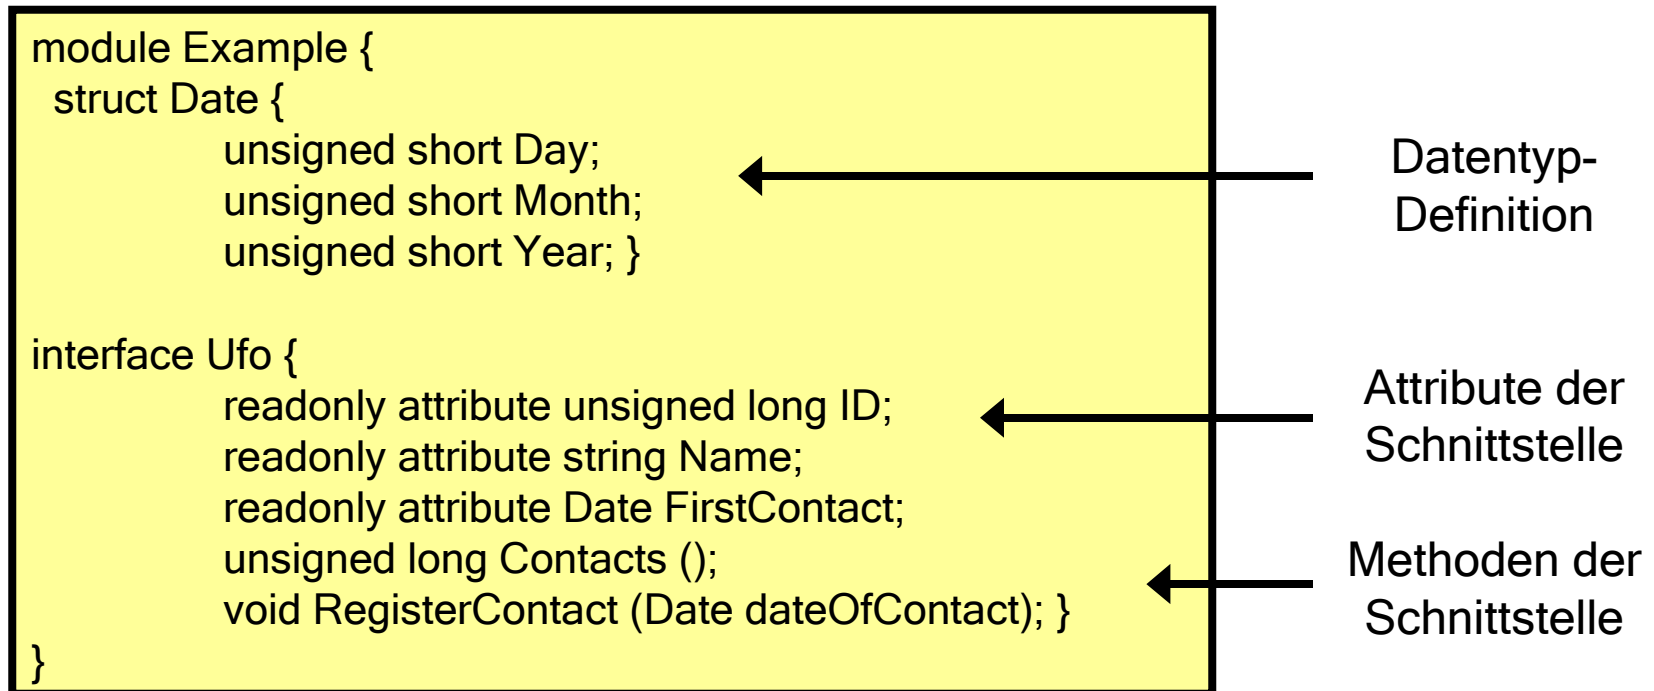 module Example {
struct Date {
unsigned short Day;
unsigned short Month;
unsigned short Year; }
interface Ufo {
readonly attribute unsigned long ID;
readonly attribute string Name;
readonly attribute Date FirstContact;
unsigned long Contacts ();
void RegisterContact (Date dateOfContact); }
}
Datentyp-
Definition
Attribute der
Schnittstelle
Methoden der
Schnittstelle